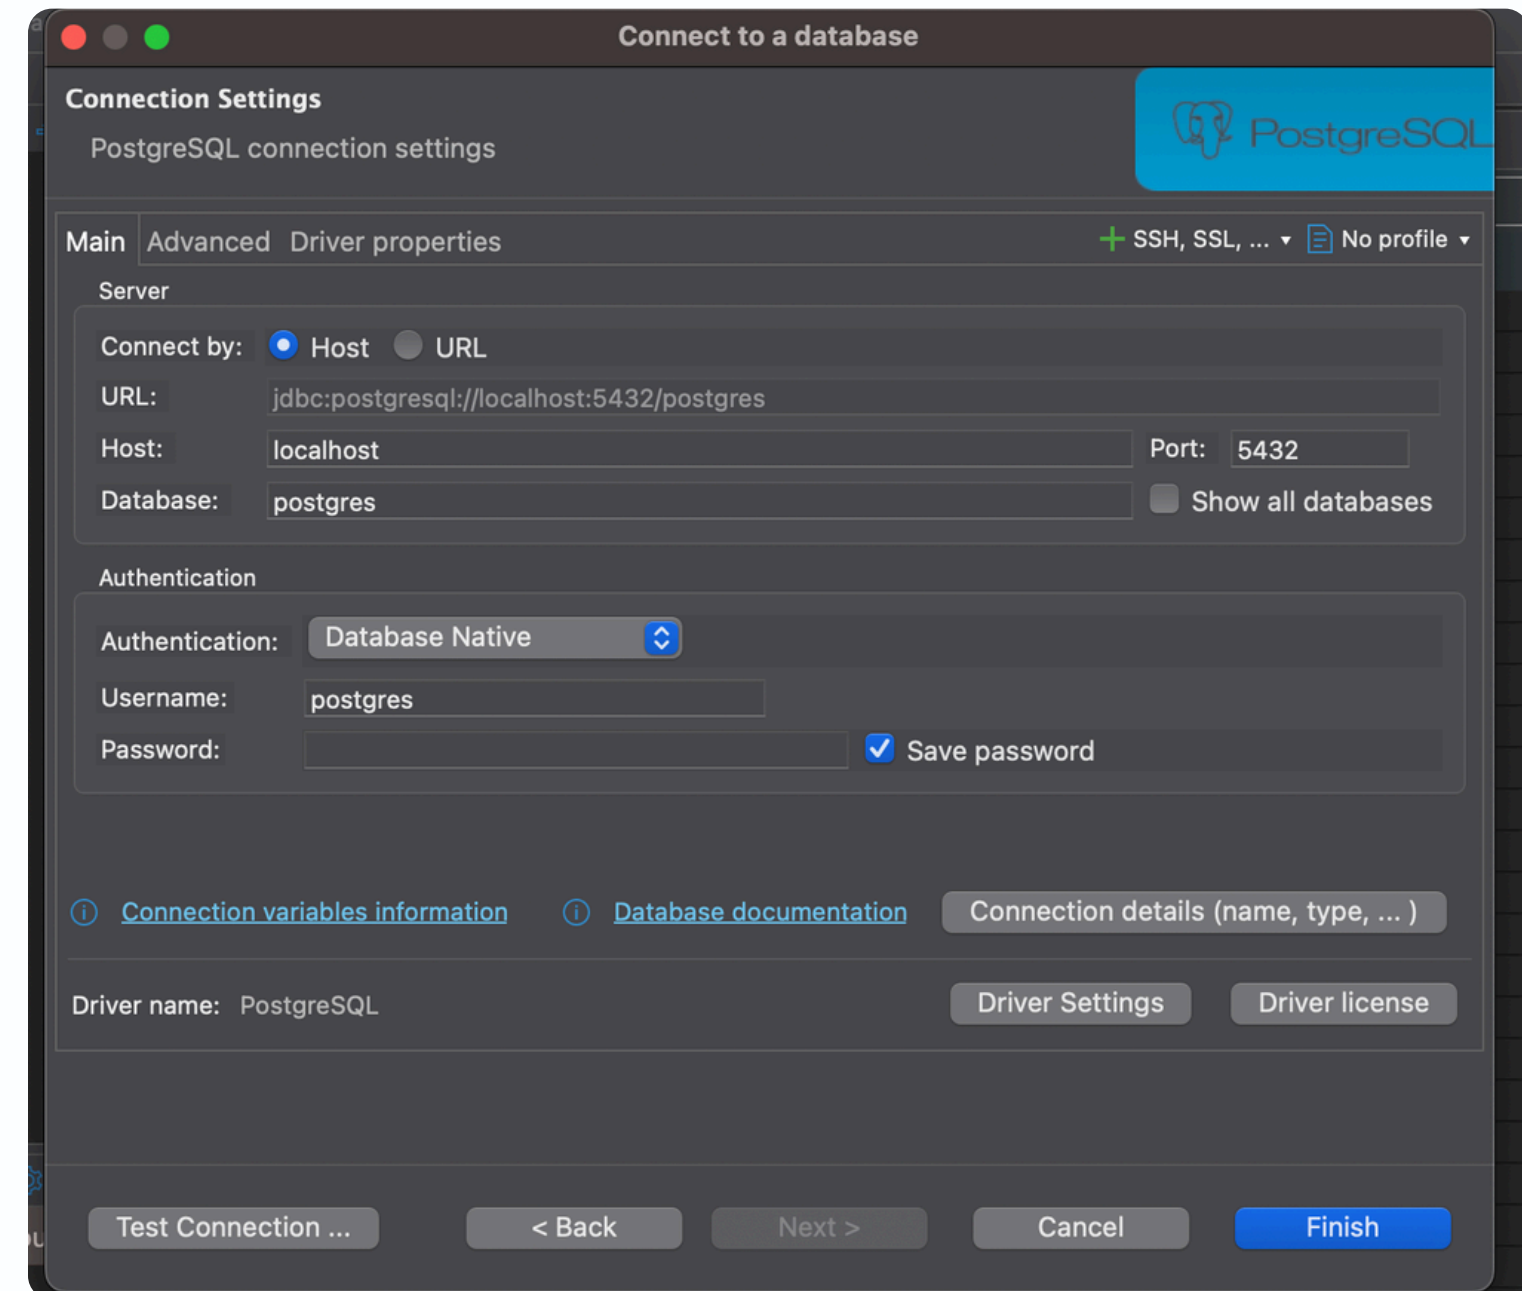 Connect to a database
Connection Settings
PostgreSQL connection settings
PostgreSQL
Main Advanced Driver properties SSH, SSL, ... No profile
Server
Connect by: Host URL
URL: jdbc:postgresql://localhost:5432/postgres
Host: localhost Port: 5432
Database: postgres Show all databases
Authentication
Authentication: Database Native
Username: postgres
Password: Save password
Connection variables information Database documentation Connection details (name, type, ... )
Driver name: PostgreSQL Driver Settings Driver license
Test Connection ... < Back Next > Cancel Finish